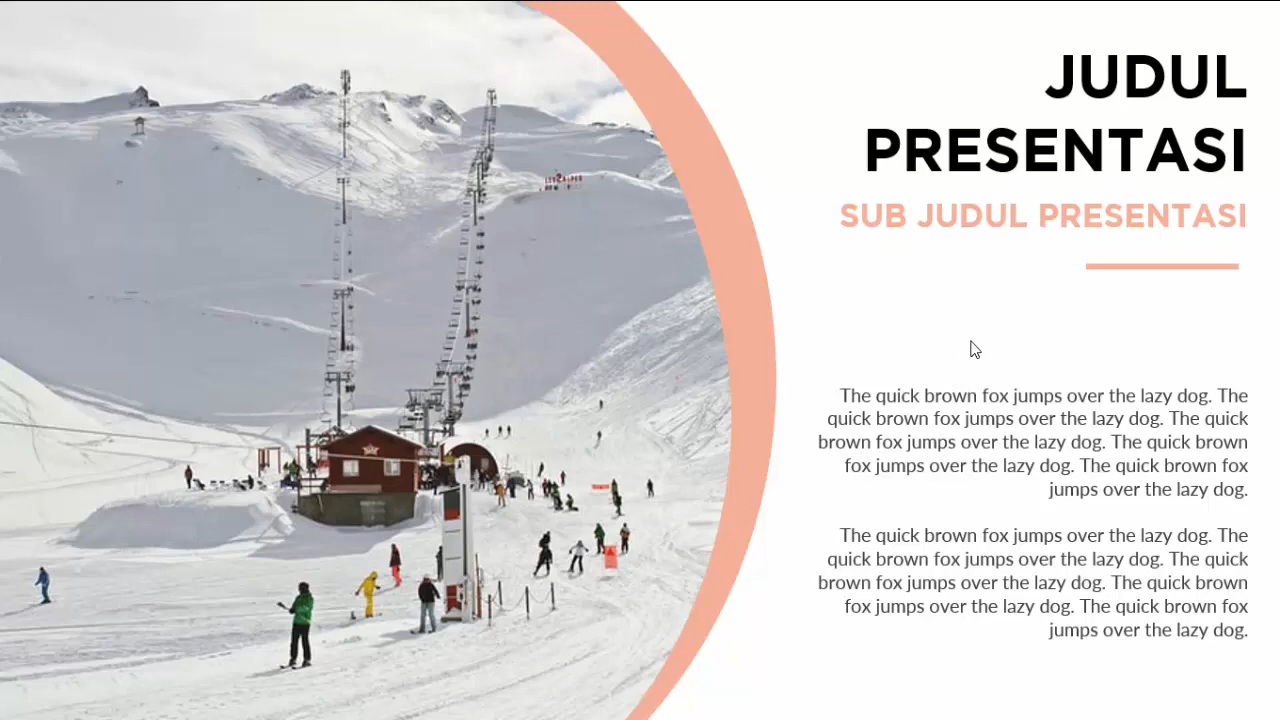 JUDUL
PRESENTASI
SUB JUDUL PRESENTASI
The quick brown fox jumps over the lazy dog. The
quick brown fox jumps over the lazy dog. The quick
brown fox jumps over the lazy dog. The quick brown
fox jumps over the lazy dog. The quick brown fox
jumps over the lazy dog.
The quick brown fox jumps over the lazy dog. The
quick brown fox jumps over the lazy dog. The quick
brown fox jumps over the lazy dog. The quick brown
fox jumps over the lazy dog. The quick brown fox
jumps over the lazy dog.